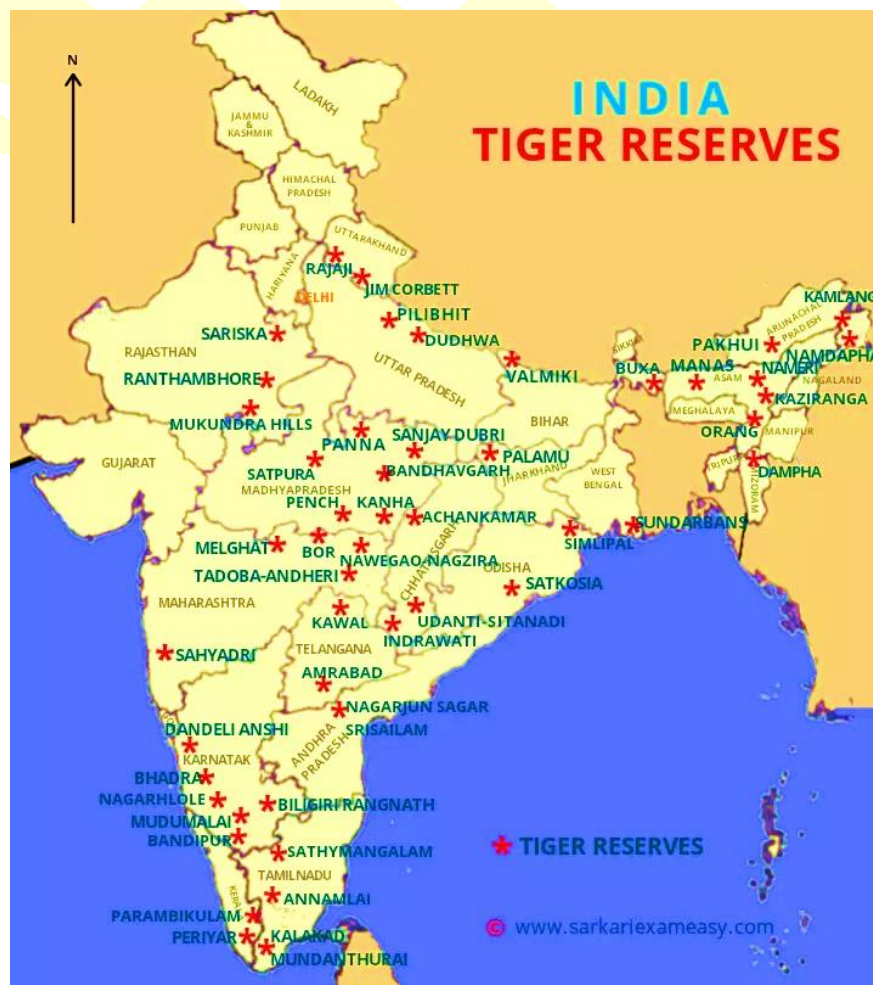 N
INDIA
TIGER RESERVES
LADAKH
JAMMU
&
KASHMIR
HIMACHAL
PRADESH
PUNJAB
UTTARAKHAND
HARIYANA
RAJAJI
JIM CORBETT
DELHI
KAMLANG
ARUNACHAL
PRADESH
PILIBHIT
DUDHWA
SARISKA
RAJASTHAN
PAKHUI
NAMDAPHA
SIKKIM
UTTAR PRADESH
VALMIKI
BUXA
MANAS
ASAM
NAMERI
NAGALAND
RANTHAMBHORE
KAZIRANGA
MEGHALAYA
MUKUNDRA HILLS
BIHAR
ORANG
MANIPUR
PANNA
SANJAY DUBRI
GUJARAT
SATPURA
BANDHAVGARH
PALAMU
JHARKHAND
WEST
BENGAL
TRIPURA
DAMPHA
MIZORAM
MADHYAPRADESH
PENCH
KANHA
ACHANKAMAR
SUNDARBANS
SIMLIPAL
MELGHAT
BOR
NAWEGAO-NAGZIRA
CHHATTSGARH
ODISHA
TADOBA-ANDHERI
SATKOSIA
MAHARASHTRA
KAWAL
UDANTI-SITANADI
INDRAWATI
TELANGANA
SAHYADRI
AMRABAD
NAGARJUN SAGAR
SRISAILAM
DANDELI ANSHI
ANDHRA
PRADESH
KARNATAK
BHADRA
NAGARHLOLE
BILIGIRI RANGNATH
MUDUMALAI
BANDIPUR
SATHYMANGALAM
TIGER RESERVES
TAMILNADU
ANNAMLAI
PARAMBIKULAM
© www.sarkariexameasy.com
PERIYAR
KALAKAD
MUNDANTHURAI